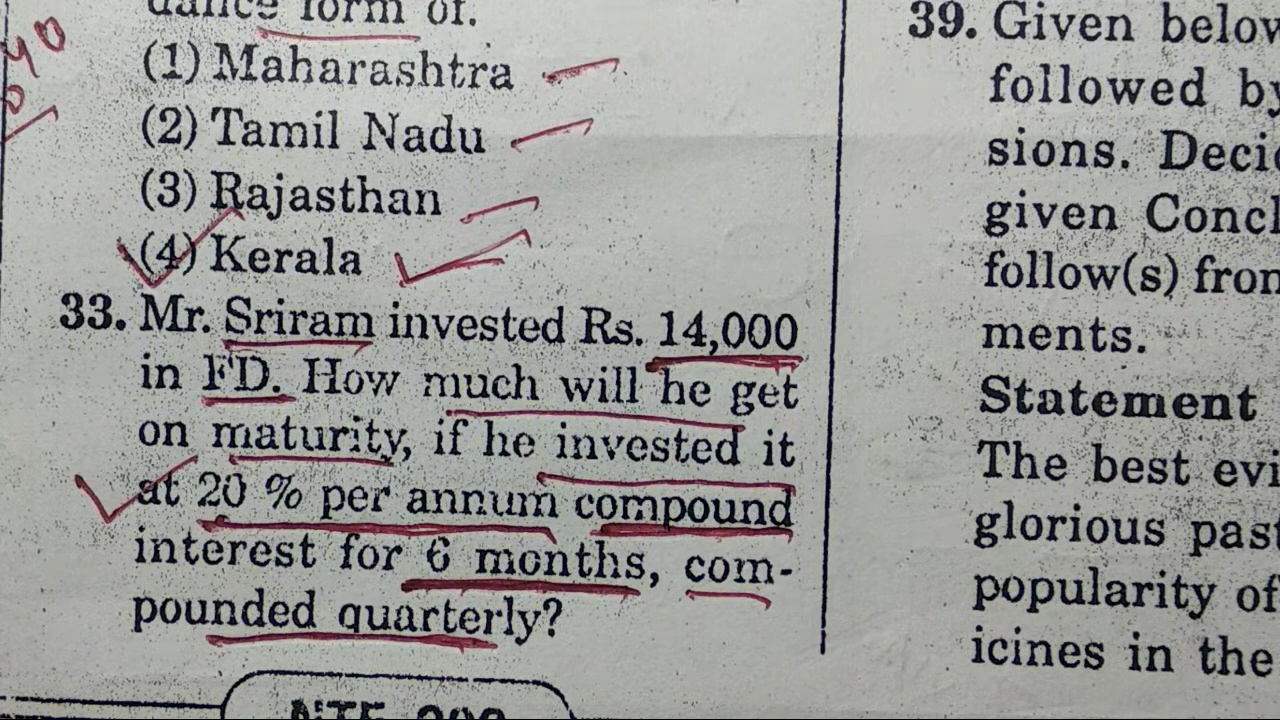 dance form of.
(1) Maharashtra
(2) Tamil Nadu
(3) Rajasthan
(4) Kerala
33. Mr. Sriram invested Rs. 14,000
in FD. How much will he get
on maturity, if he invested it
at 20 % per annum compound
interest for 6 months, com-
pounded quarterly?
39. Given below
followed by
sions. Deci
given Concl
follow(s) from
ments.
Statement
The best evi
glorious past
popularity of
icines in the